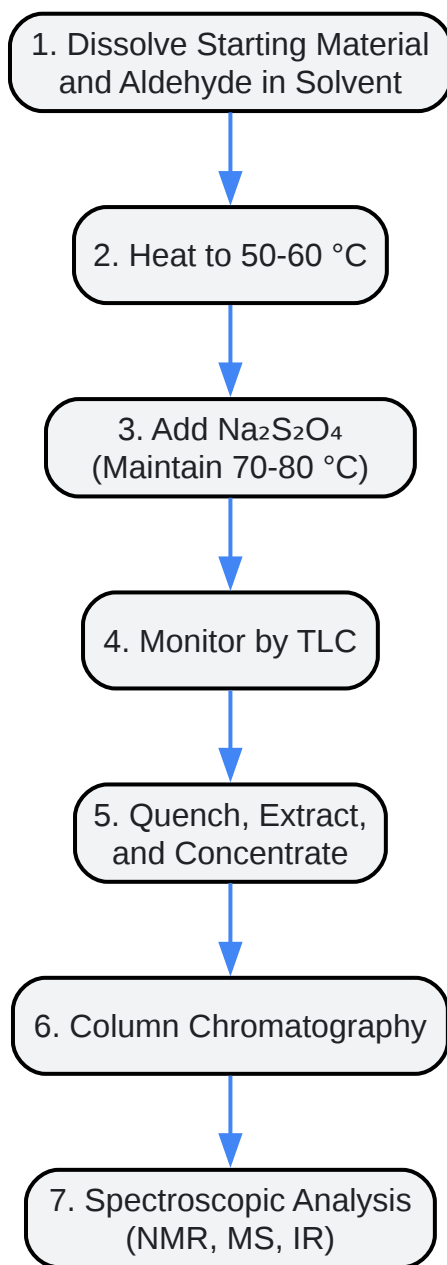 1. Dissolve Starting Material
and Aldehyde in Solvent
2. Heat to 50-60 °C
3. Add Na₂S₂O₄
(Maintain 70-80 °C)
4. Monitor by TLC
5. Quench, Extract,
and Concentrate
6. Column Chromatography
7. Spectroscopic Analysis
(NMR, MS, IR)